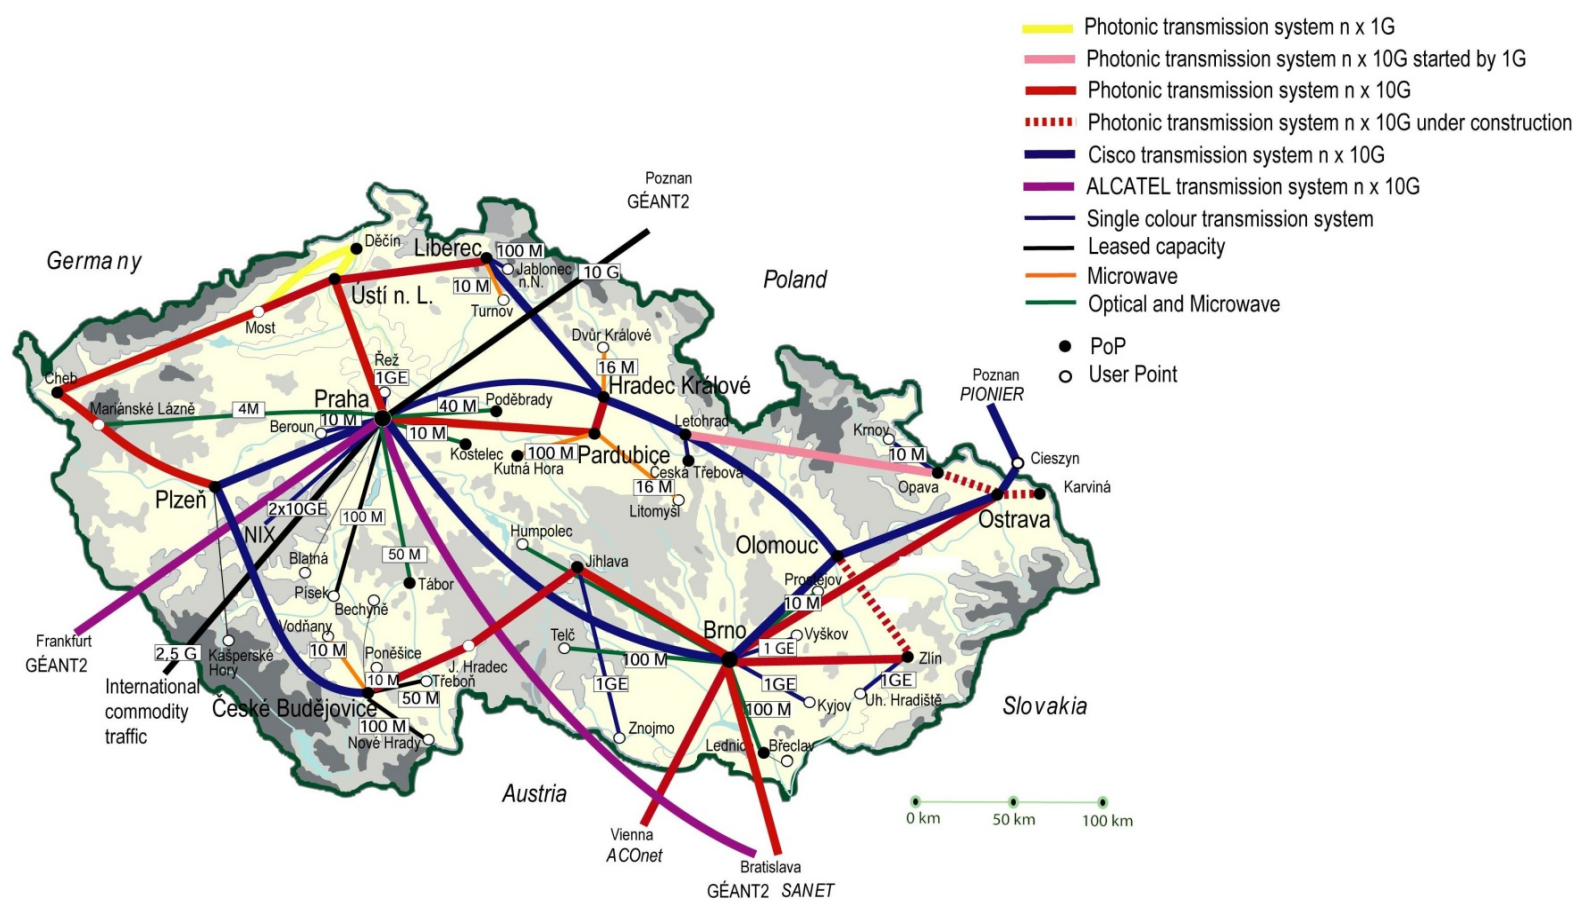 Photonic transmission system n x 1G
Photonic transmission system n x 10G started by 1G
Photonic transmission system n x 10G
Photonic transmission system n x 10G under construction
Cisco transmission system n x 10G
ALCATEL transmission system n x 10G
Single colour transmission system
Leased capacity
Microwave
Optical and Microwave
PoP
User Point
Poznan
GÉANT2
Germany
Děčín
Liberec
100 M
Jablonec
n.N.
10 G
Poland
10 M
Ústí n. L.
Turnov
Most
Dvůr Králové
Řež
16 M
1GE
Cheb
Praha
Hradec Králové
Poznan
PIONIER
Mariánské Lázně
4M
40 M
Poděbrady
Beroun
10 M
10 M
Kostelec
100 M
Kutná Hora
Pardubice
Letohrad
Česká Třebova
Krnov
10 M
Cieszyn
Opava
Karviná
Ostrava
16 M
Litomyšl
Plzeň
2x10GE
NIX
100 M
Humpolec
Olomouc
Blatná
50 M
Jihlava
Tábor
Písek
Bechyně
Prostějov
10 M
Vodňany
10 M
Brno
Vyškov
1 GE
Telč
100 M
Zlín
1GE
Frankfurt
GÉANT2
2,5 G
Kašperské
Hory
Poněšice
J. Hradec
10 M
Třeboň
50 M
České Budějovice
100 M
Nové Hrady
International
commodity
traffic
1GE
1GE
Uh. Hradiště
100 M
Kyjov
Znojmo
Lednice
Břeclav
Slovakia
Austria
0 km
50 km
100 km
Vienna
ACOnet
Bratislava
GÉANT2 SANET